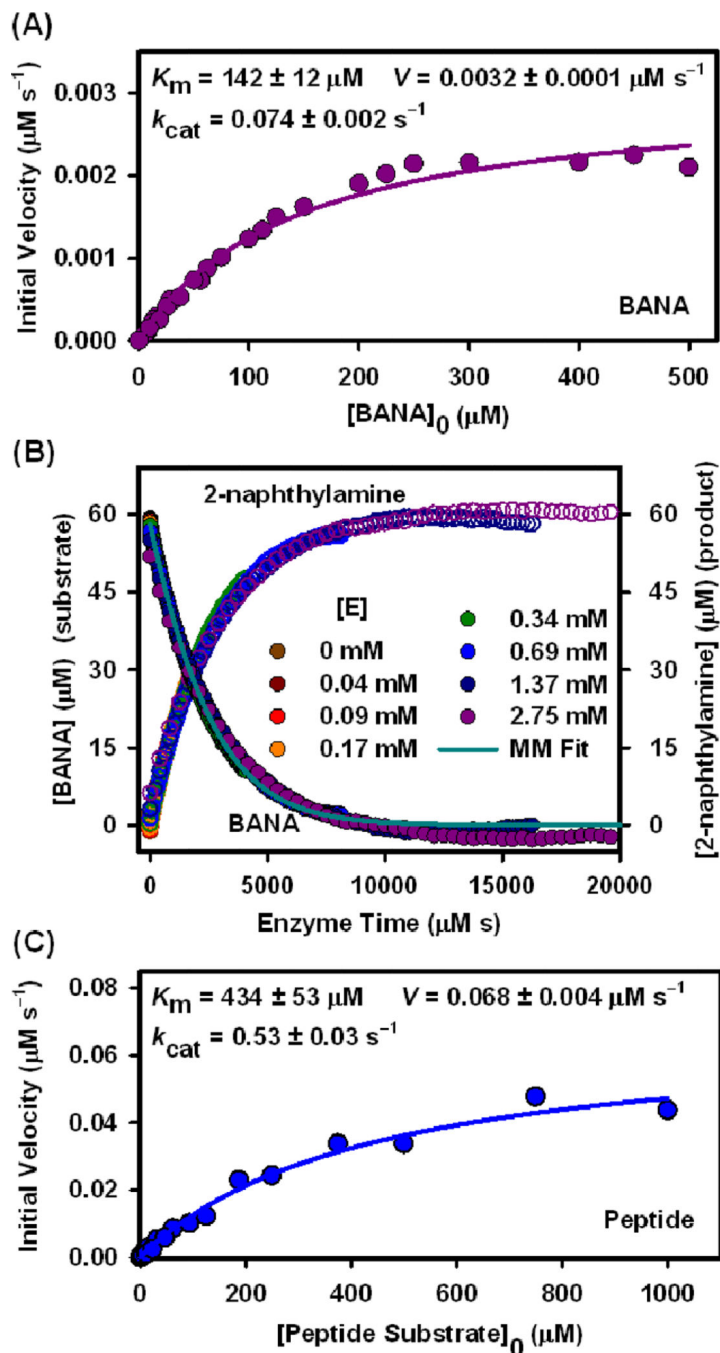 (A)
Km = 142 ± 12 μM V = 0.0032 ± 0.0001 μM s⁻¹
kcat = 0.074 ± 0.002 s⁻¹
0.003
0.002
0.001
0.000
Initial Velocity (μM s⁻¹)
BANA
0 100 200 300 400 500
[BANA]0 (μM)
(B)
2-naphthylamine
60 60
45 45
30 30
15 15
0 0
[BANA] (μM) (substrate)
[2-naphthylamine] (μM) (product)
[E]
0 mM
0.04 mM
0.09 mM
0.17 mM
0.34 mM
0.69 mM
1.37 mM
2.75 mM
MM Fit
BANA
0 5000 10000 15000 20000
Enzyme Time (μM s)
(C)
Km = 434 ± 53 μM V = 0.068 ± 0.004 μM s⁻¹
kcat = 0.53 ± 0.03 s⁻¹
0.08
0.06
0.04
0.02
0.00
Initial Velocity (μM s⁻¹)
Peptide
0 200 400 600 800 1000
[Peptide Substrate]0 (μM)